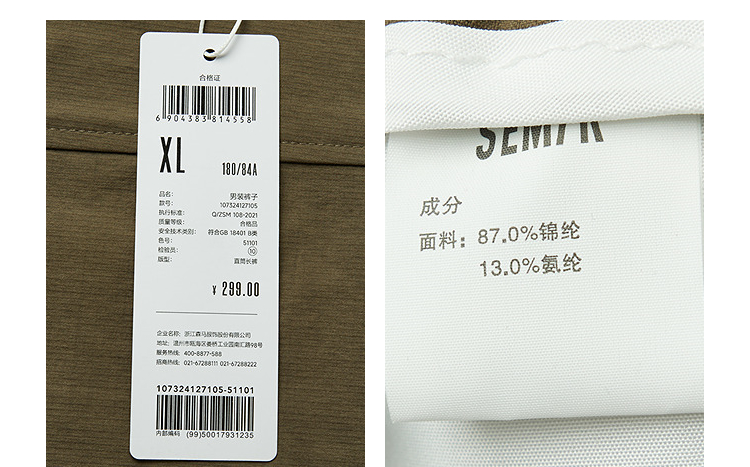 合格证
6904383814558
XL
180/84A
品名: 男装裤子
款号: 107324127105
执行标准: Q/ZSM 108-2021
质量等级: 合格品
安全技术类别: 符合GB 18401 B类
色号: 51101
检验员: 10
版型: 直筒长裤
¥ 299.00
企业名称: 浙江森马服饰股份有限公司
地址: 温州市瓯海区娄桥工业园南汇路98号
服务热线: 400-8877-588
招商热线: 021-67288111 021-67288222
107324127105-51101
内部编码 (99)50017931235
SEMIR
成分
面料: 87.0%锦纶
13.0%氨纶